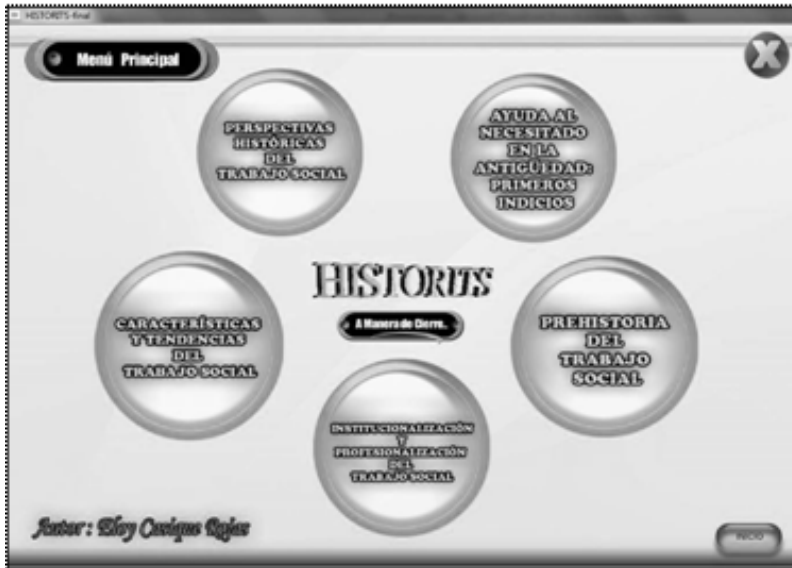 HISTORITS-final
Menú Principal
X
PERSPECTIVAS
HISTÓRICAS
DEL
TRABAJO SOCIAL
AYUDA AL
NECESITADO
EN LA
ANTIGÜEDAD:
PRIMEROS
INDICIOS
HISTORITS
A Manera de Cierre.
CARACTERÍSTICAS
Y TENDENCIAS
DEL
TRABAJO SOCIAL
PREHISTORIA
DEL
TRABAJO
SOCIAL
INSTITUCIONALIZACIÓN
Y
PROFESIONALIZACIÓN
DEL
TRABAJO SOCIAL
Autor: Eloy Cusique Rojas
INICIO